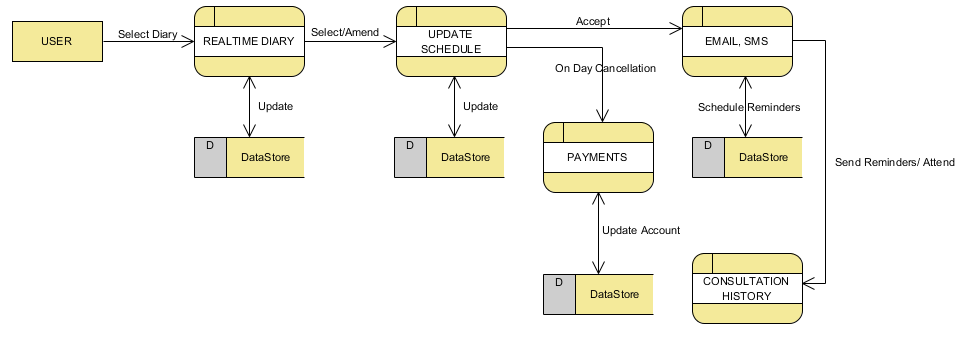 USER
Select Diary
REALTIME DIARY
Select/Amend
UPDATE
SCHEDULE
Accept
EMAIL, SMS
On Day Cancellation
Update
Update
Schedule Reminders
D
DataStore
D
DataStore
PAYMENTS
D
DataStore
Send Reminders/ Attend
Update Account
D
DataStore
CONSULTATION
HISTORY